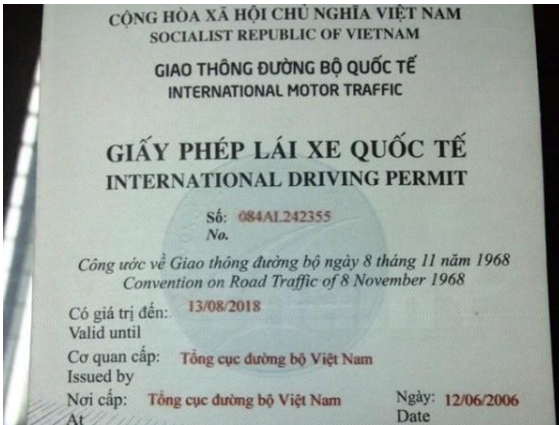 CỘNG HÒA XÃ HỘI CHỦ NGHĨA VIỆT NAM
SOCIALIST REPUBLIC OF VIETNAM
GIAO THÔNG ĐƯỜNG BỘ QUỐC TẾ
INTERNATIONAL MOTOR TRAFFIC
GIẤY PHÉP LÁI XE QUỐC TẾ
INTERNATIONAL DRIVING PERMIT
Số: 084AL242355
No.
Công ước về Giao thông đường bộ ngày 8 tháng 11 năm 1968
Convention on Road Traffic of 8 November 1968
Có giá trị đến: 13/08/2018
Valid until
Cơ quan cấp: Tổng cục đường bộ Việt Nam
Issued by
Nơi cấp: Tổng cục đường bộ Việt Nam Ngày: 12/06/2006
At Date